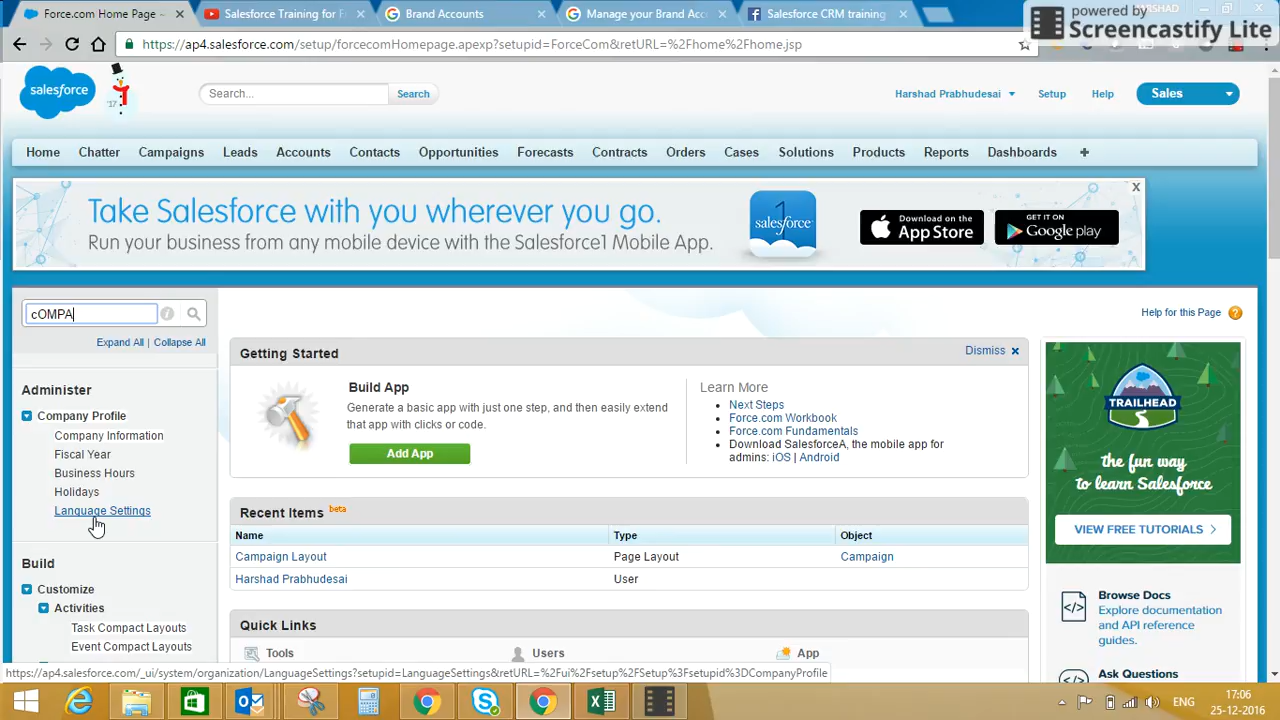 Force.com Home Page –
Salesforce Training for F
Brand Accounts
Manage your Brand Acc
Salesforce CRM training
HARSHAD
powered by
Screencastify Lite
https://ap4.salesforce.com/setup/forcecomHomepage.apexp?setupid=ForceCom&retURL=%2Fhome%2Fhome.jsp
salesforce
'17
Search...
Search
Harshad Prabhudesai
Setup
Help
Sales
Home
Chatter
Campaigns
Leads
Accounts
Contacts
Opportunities
Forecasts
Contracts
Orders
Cases
Solutions
Products
Reports
Dashboards
+
Take Salesforce with you wherever you go.
Run your business from any mobile device with the Salesforce1 Mobile App.
salesforce1
Download on the
App Store
GET IT ON
Google play
X
cOMPA
Expand All | Collapse All
Administer
Company Profile
Company Information
Fiscal Year
Business Hours
Holidays
Language Settings
Build
Customize
Activities
Task Compact Layouts
Event Compact Layouts
Help for this Page
Getting Started
Dismiss
Build App
Generate a basic app with just one step, and then easily extend
that app with clicks or code.
Add App
Learn More
Next Steps
Force.com Workbook
Force.com Fundamentals
Download SalesforceA, the mobile app for
admins: iOS | Android
Recent Items beta
Name
Type
Object
Campaign Layout
Page Layout
Campaign
Harshad Prabhudesai
User
Quick Links
Tools
Users
App
TRAILHEAD
the fun way
to learn Salesforce
VIEW FREE TUTORIALS
Browse Docs
Explore documentation
and API reference
guides.
Ask Questions
https://ap4.salesforce.com/_ui/system/organization/LanguageSettings?setupid=LanguageSettings&retURL=%2Fui%2Fsetup%2FSetup%3Fsetupid%3DCompanyProfile
ENG
17:06
25-12-2016